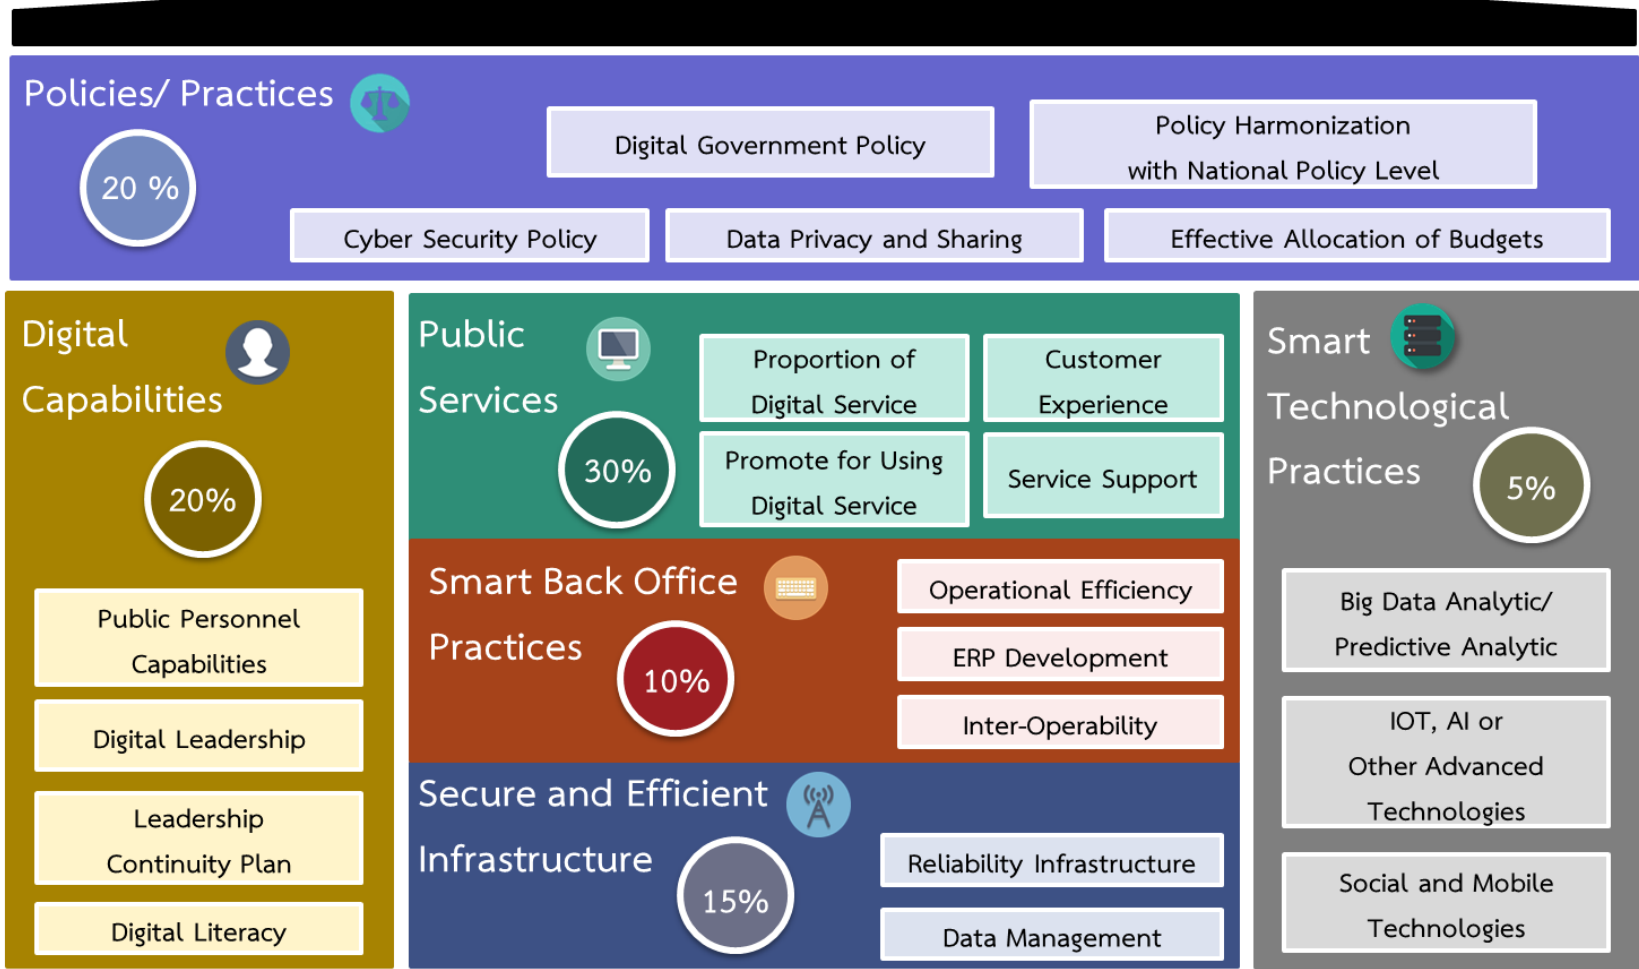 Policies/ Practices
20 %
Digital Government Policy
Policy Harmonization
with National Policy Level
Cyber Security Policy
Data Privacy and Sharing
Effective Allocation of Budgets
Digital
Capabilities
20%
Public Personnel
Capabilities
Digital Leadership
Leadership
Continuity Plan
Digital Literacy
Public
Services
30%
Proportion of
Digital Service
Customer
Experience
Promote for Using
Digital Service
Service Support
Smart Back Office
Practices
10%
Operational Efficiency
ERP Development
Inter-Operability
Secure and Efficient
Infrastructure
15%
Reliability Infrastructure
Data Management
Smart
Technological
Practices
5%
Big Data Analytic/
Predictive Analytic
IOT, AI or
Other Advanced
Technologies
Social and Mobile
Technologies